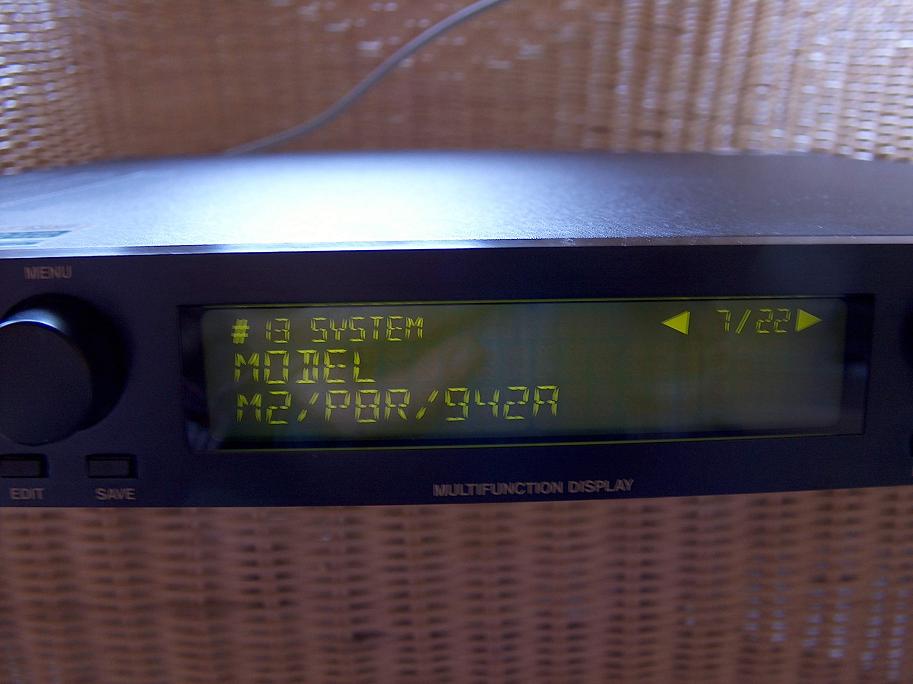 MENU
# 13 SYSTEM 7/22
MODEL
M2/P8R/942A
EDIT SAVE
MULTIFUNCTION DISPLAY